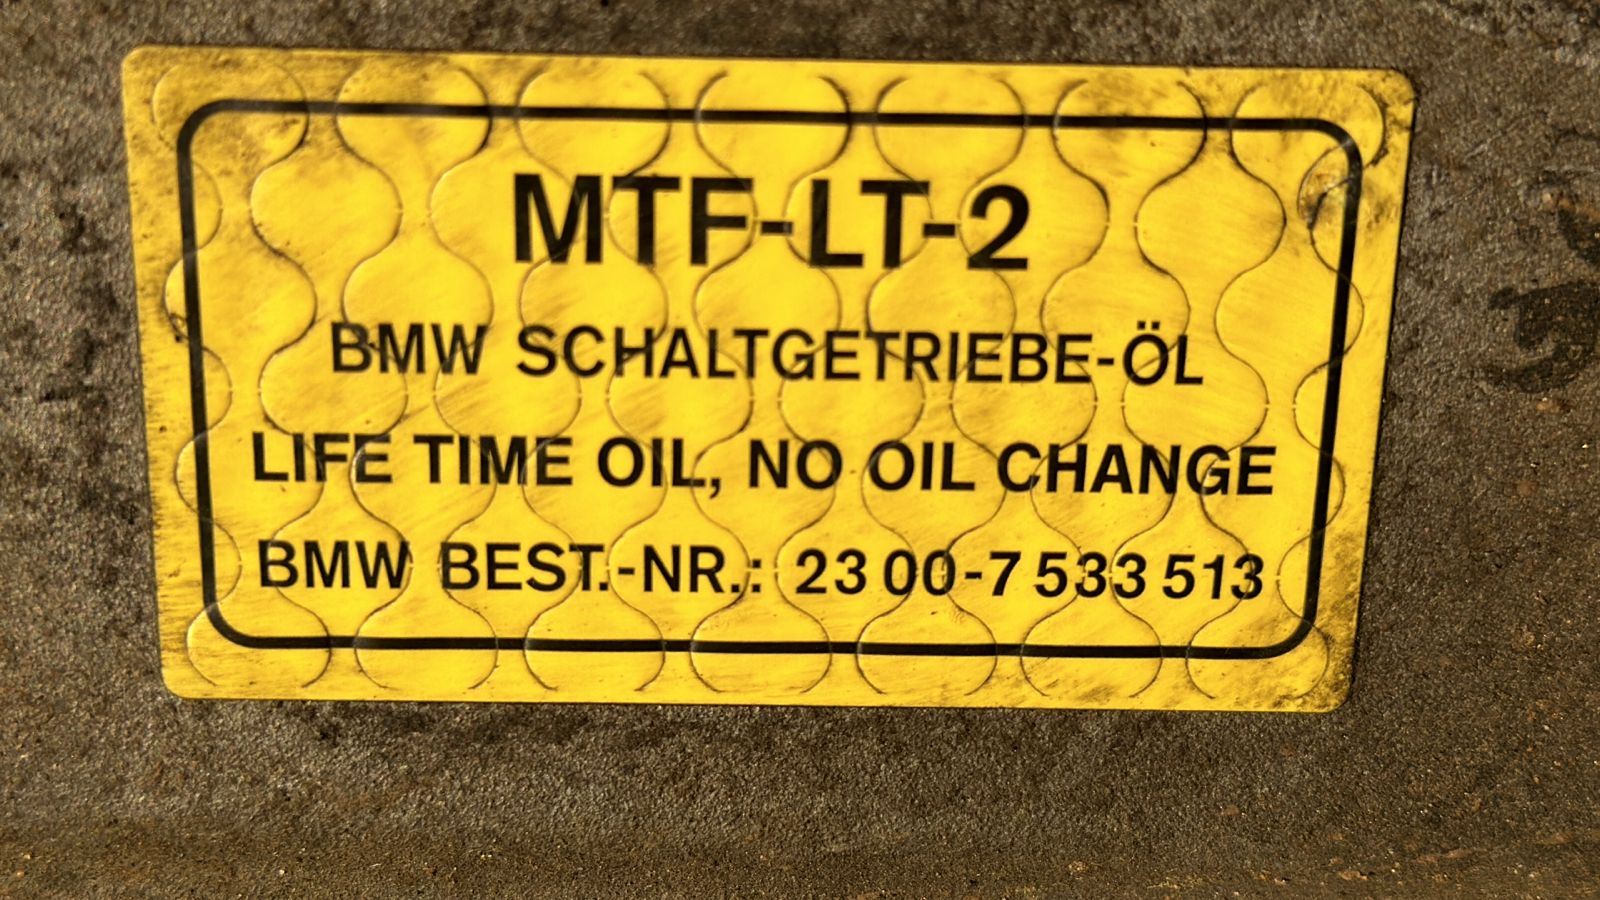 MTF-LT-2
BMW SCHALTGETRIEBE-ÖL
LIFE TIME OIL, NO OIL CHANGE
BMW BEST.-NR.: 23 00-7 533 513